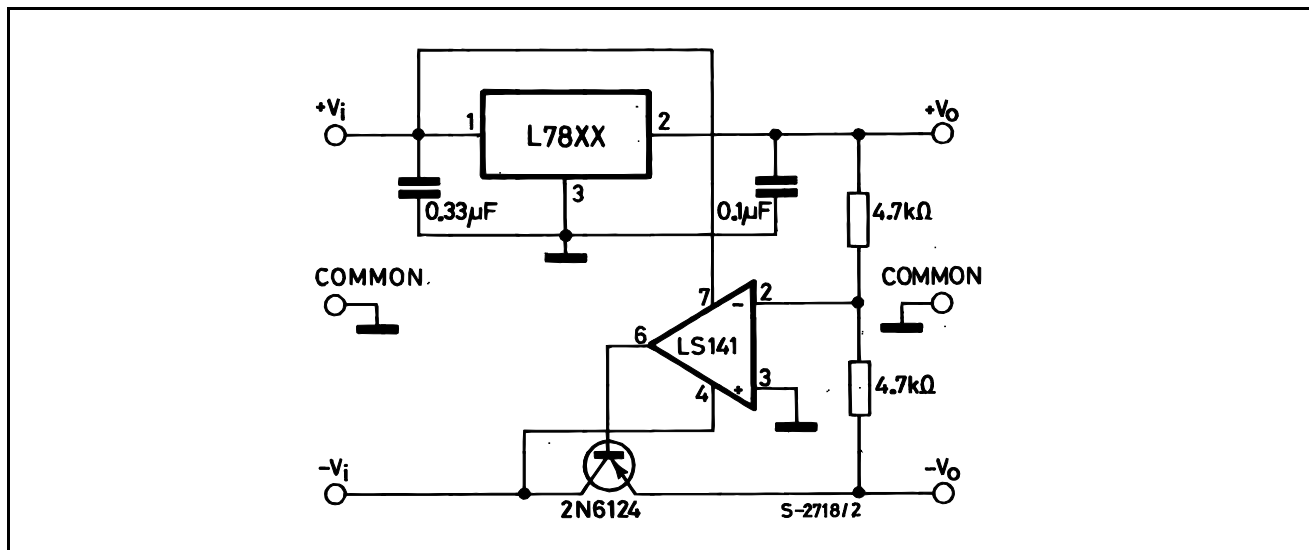 +Vi
1
L78XX
2
+Vo
3
0.33µF
0.1µF
4.7kΩ
COMMON
COMMON
7
2
-
6
LS141
3
+
4
4.7kΩ
-Vi
2N6124
-Vo
S-2718/2